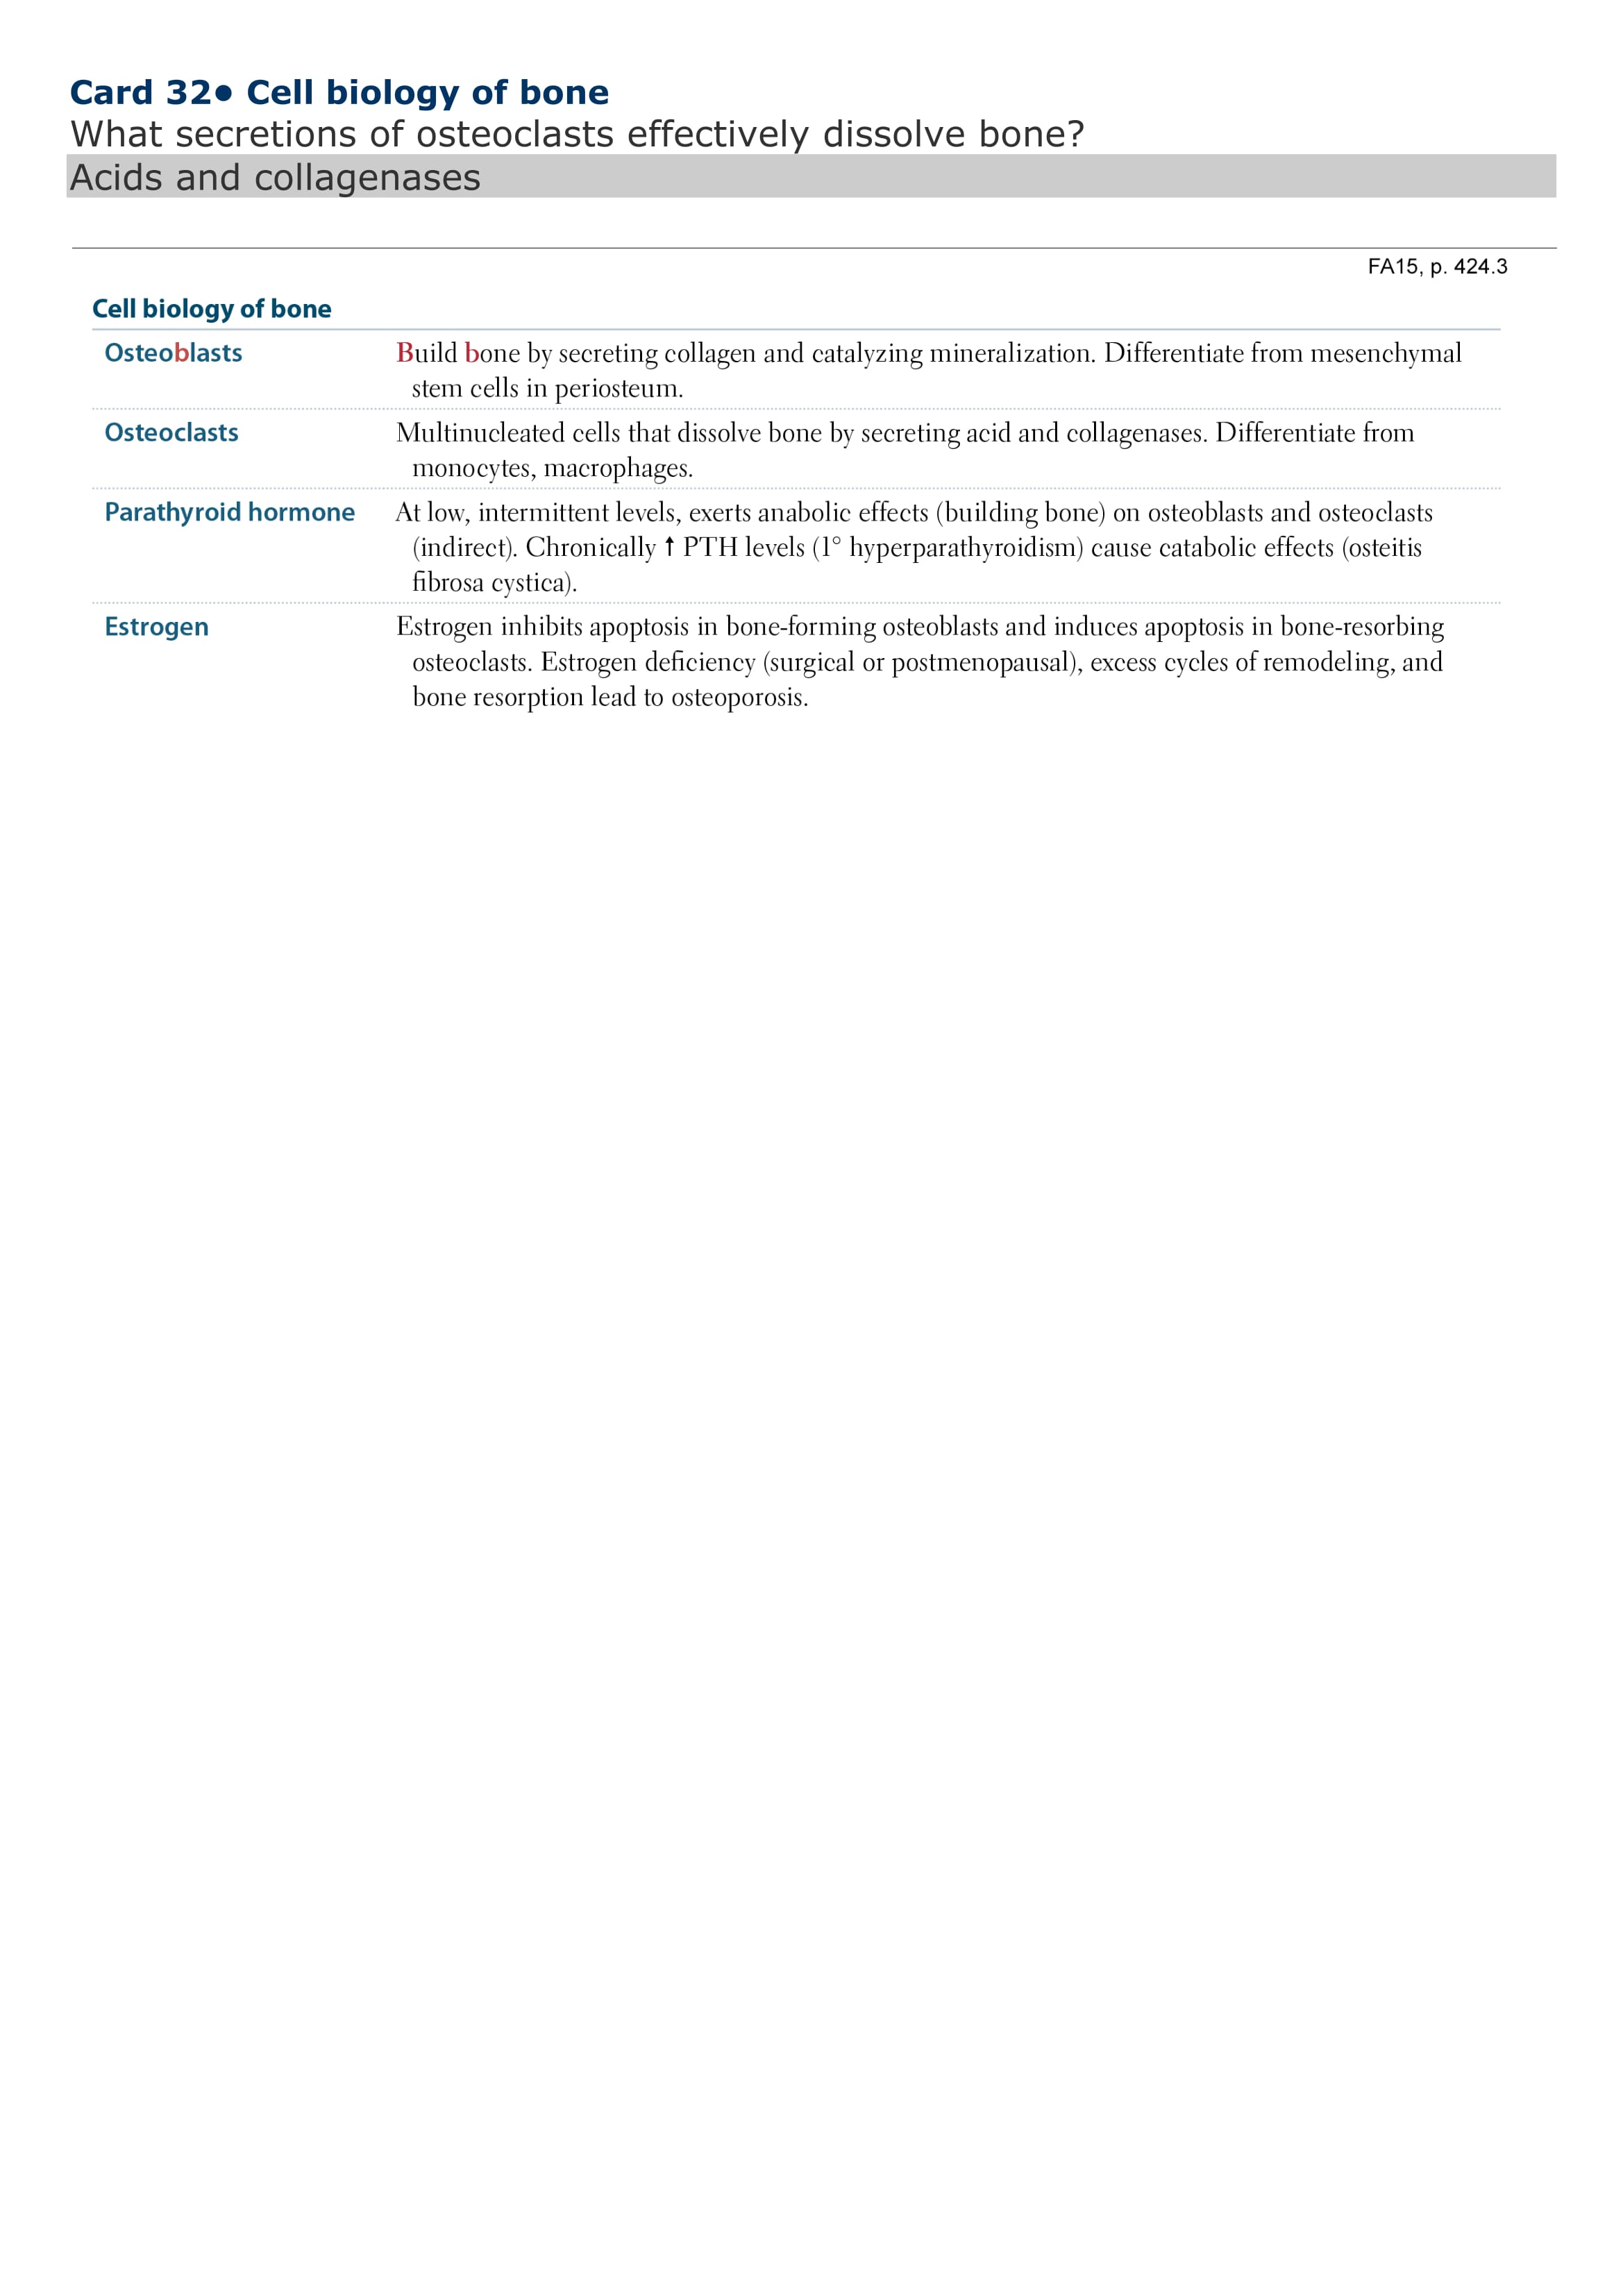 Card 32• Cell biology of bone
What secretions of osteoclasts effectively dissolve bone?
Acids and collagenases
FA15, p. 424.3
Cell biology of bone
Osteoblasts Build bone by secreting collagen and catalyzing mineralization. Differentiate from mesenchymal
stem cells in periosteum.
Osteoclasts Multinucleated cells that dissolve bone by secreting acid and collagenases. Differentiate from
monocytes, macrophages.
Parathyroid hormone At low, intermittent levels, exerts anabolic effects (building bone) on osteoblasts and osteoclasts
(indirect). Chronically ↑ PTH levels (1° hyperparathyroidism) cause catabolic effects (osteitis
fibrosa cystica).
Estrogen Estrogen inhibits apoptosis in bone-forming osteoblasts and induces apoptosis in bone-resorbing
osteoclasts. Estrogen deficiency (surgical or postmenopausal), excess cycles of remodeling, and
bone resorption lead to osteoporosis.